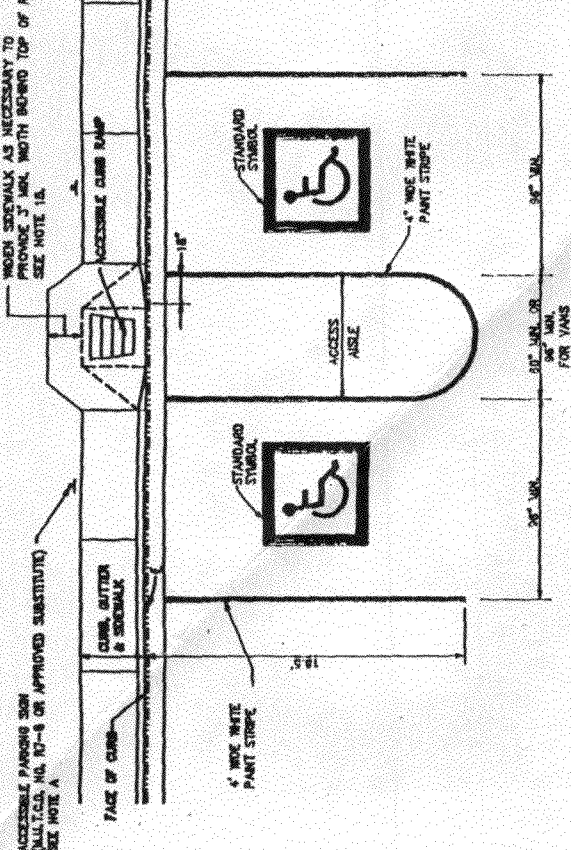 WIDEN SIDEWALK AS NECESSARY TO
PROVIDE 3' MIN. WIDTH BEHIND TOP OF
SEE NOTE 18.
ACCESSIBLE CURB RAMP
STANDARD
SYMBOL
4" WIDE WHITE
PAINT STRIPE
96" MIN.
18"
ACCESS
AISLE
60" MIN. OR
96" MIN.
FOR VANS
STANDARD
SYMBOL
96" MIN.
ACCESSIBLE PARKING SIGN
(M.U.T.C.D. NO. R7-8 OR APPROVED SUBSTITUTE)
SEE NOTE A
CURB, GUTTER
& SIDEWALK
FACE OF CURB
4" WIDE WHITE
PAINT STRIPE